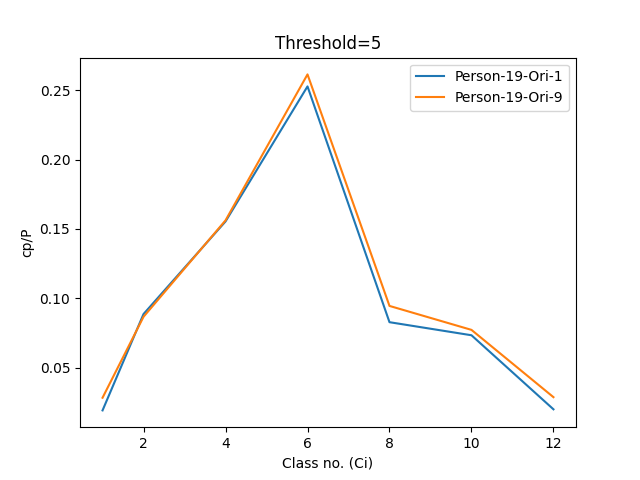 Threshold=5
Person-19-Ori-1
Person-19-Ori-9
cp/P
0.25
0.20
0.15
0.10
0.05
2 4 6 8 10 12
Class no. (Ci)